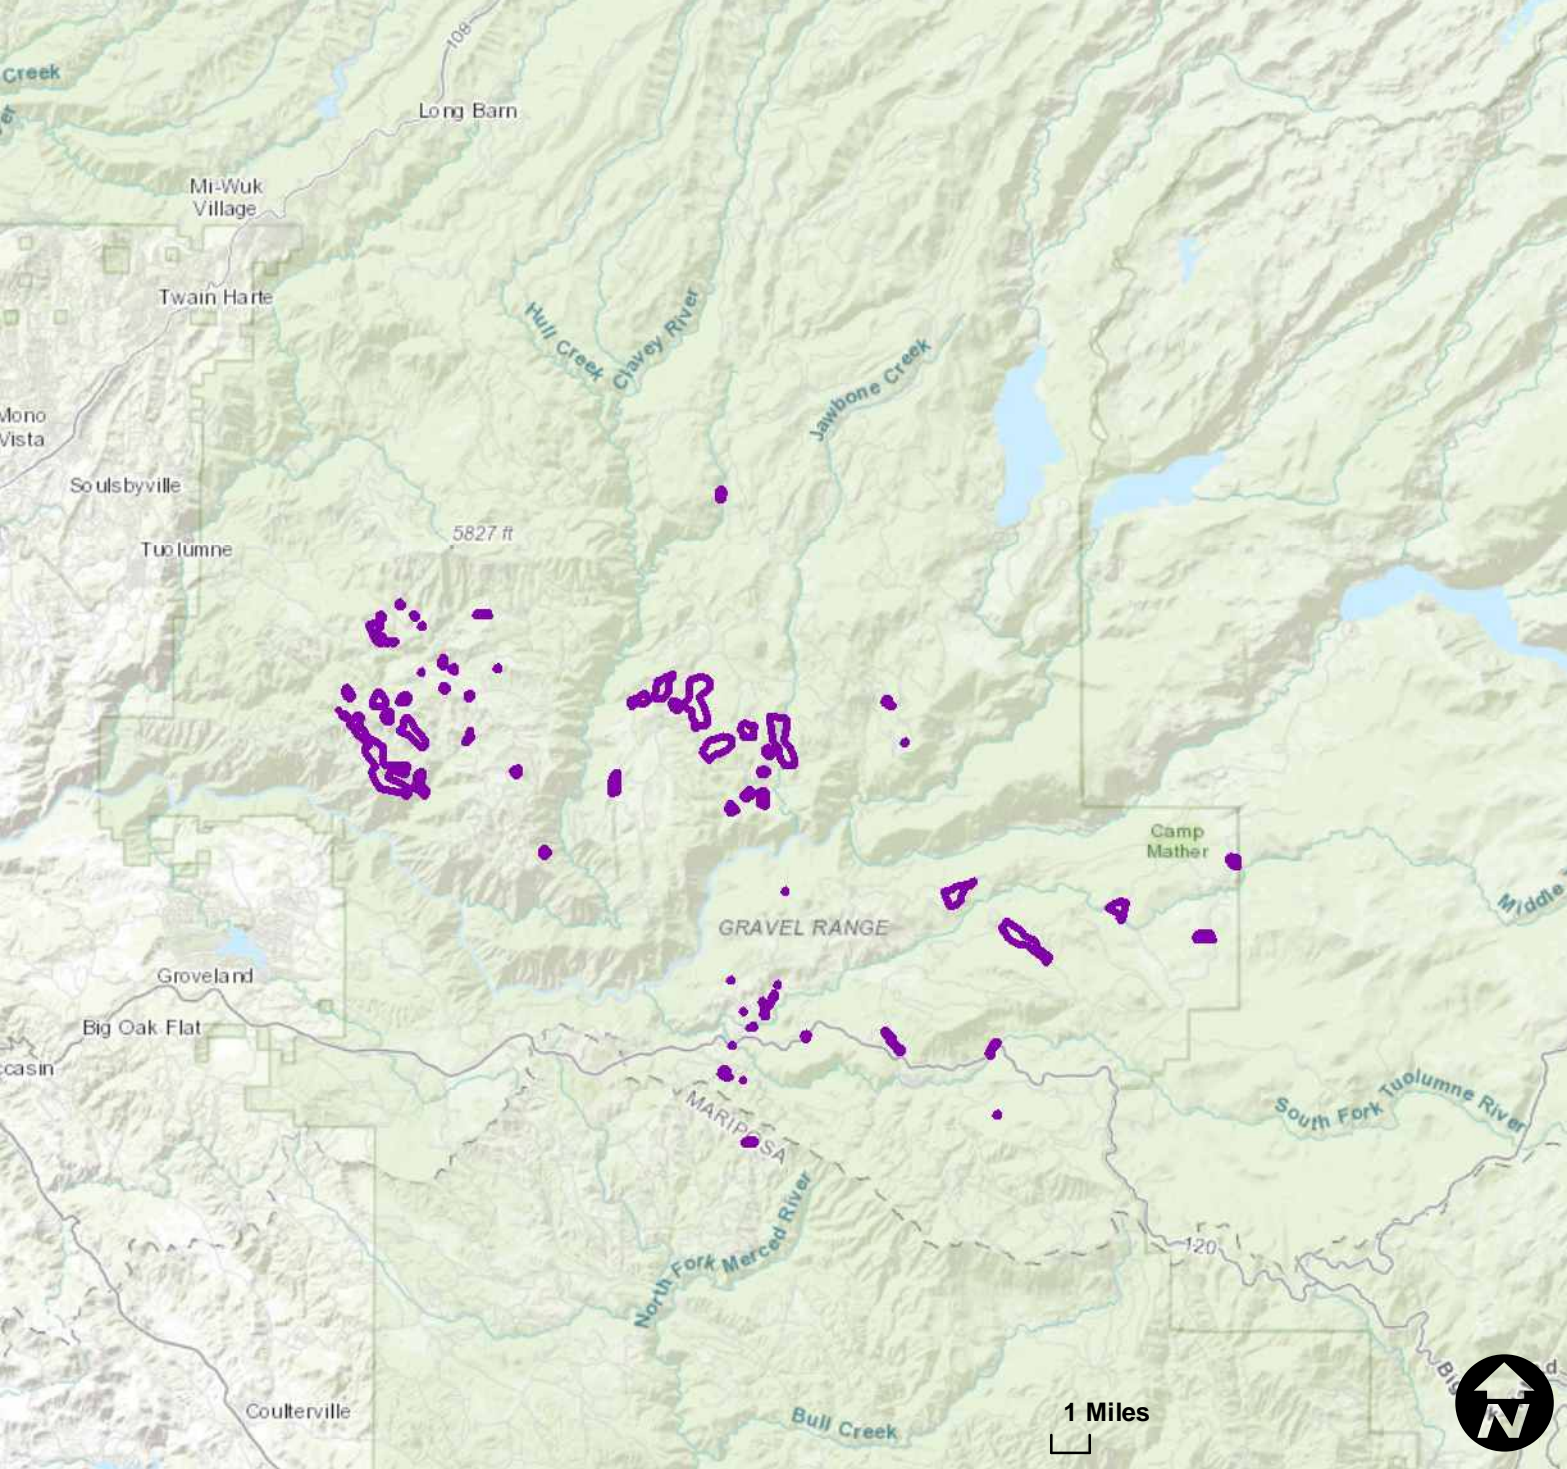 108
Creek
Long Barn
Mi-Wuk
Village
Twain Harte
Hull Creek
Clavey River
Jawbone Creek
Mono
Vista
Soulsbyville
5827 ft
Tuolumne
Camp
Mather
Middle
GRAVEL RANGE
Groveland
Big Oak Flat
ccasin
MARIPOSA
South Fork Tuolumne River
North Fork Merced River
120
Big
Coulterville
Bull Creek
1 Miles
N